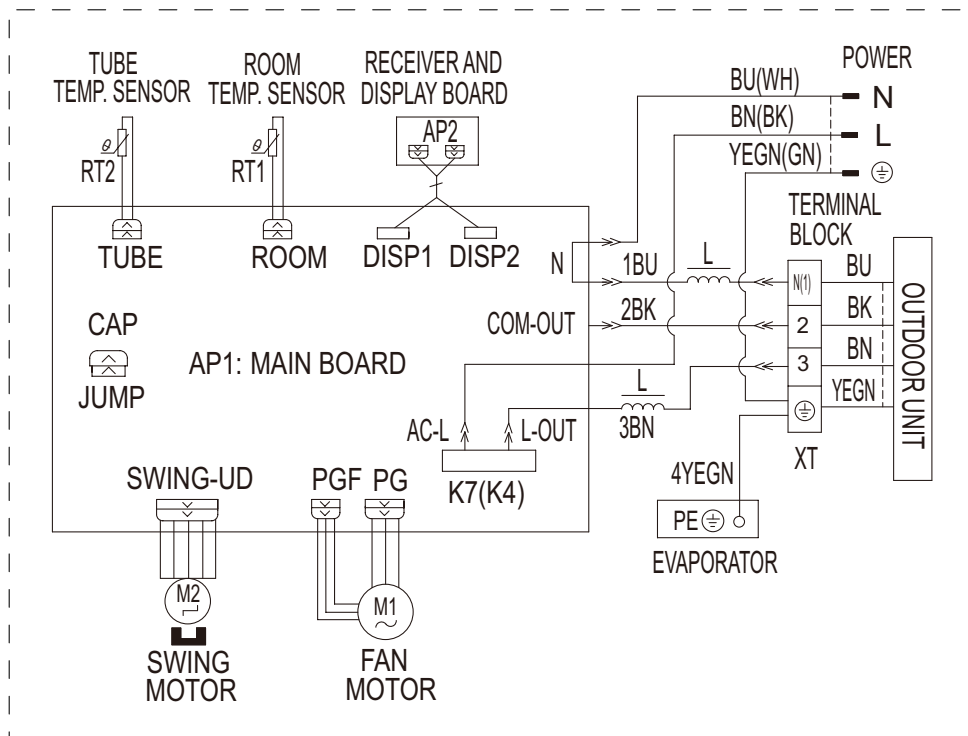 TUBE
TEMP. SENSOR
ROOM
TEMP. SENSOR
RECEIVER AND
DISPLAY BOARD
POWER
AP2
θ
RT2
θ
RT1
BU(WH)
N
BN(BK)
L
YEGN(GN)
TUBE
ROOM
DISP1
DISP2
TERMINAL
BLOCK
N
1BU
L
N(1)
BU
COM-OUT
2BK
2
BK
3
BN
YEGN
OUTDOOR UNIT
CAP
JUMP
AP1: MAIN BOARD
L
3BN
AC-L
L-OUT
K7(K4)
XT
SWING-UD
PGF
PG
4YEGN
PE
EVAPORATOR
M2
M1
SWING
MOTOR
FAN
MOTOR